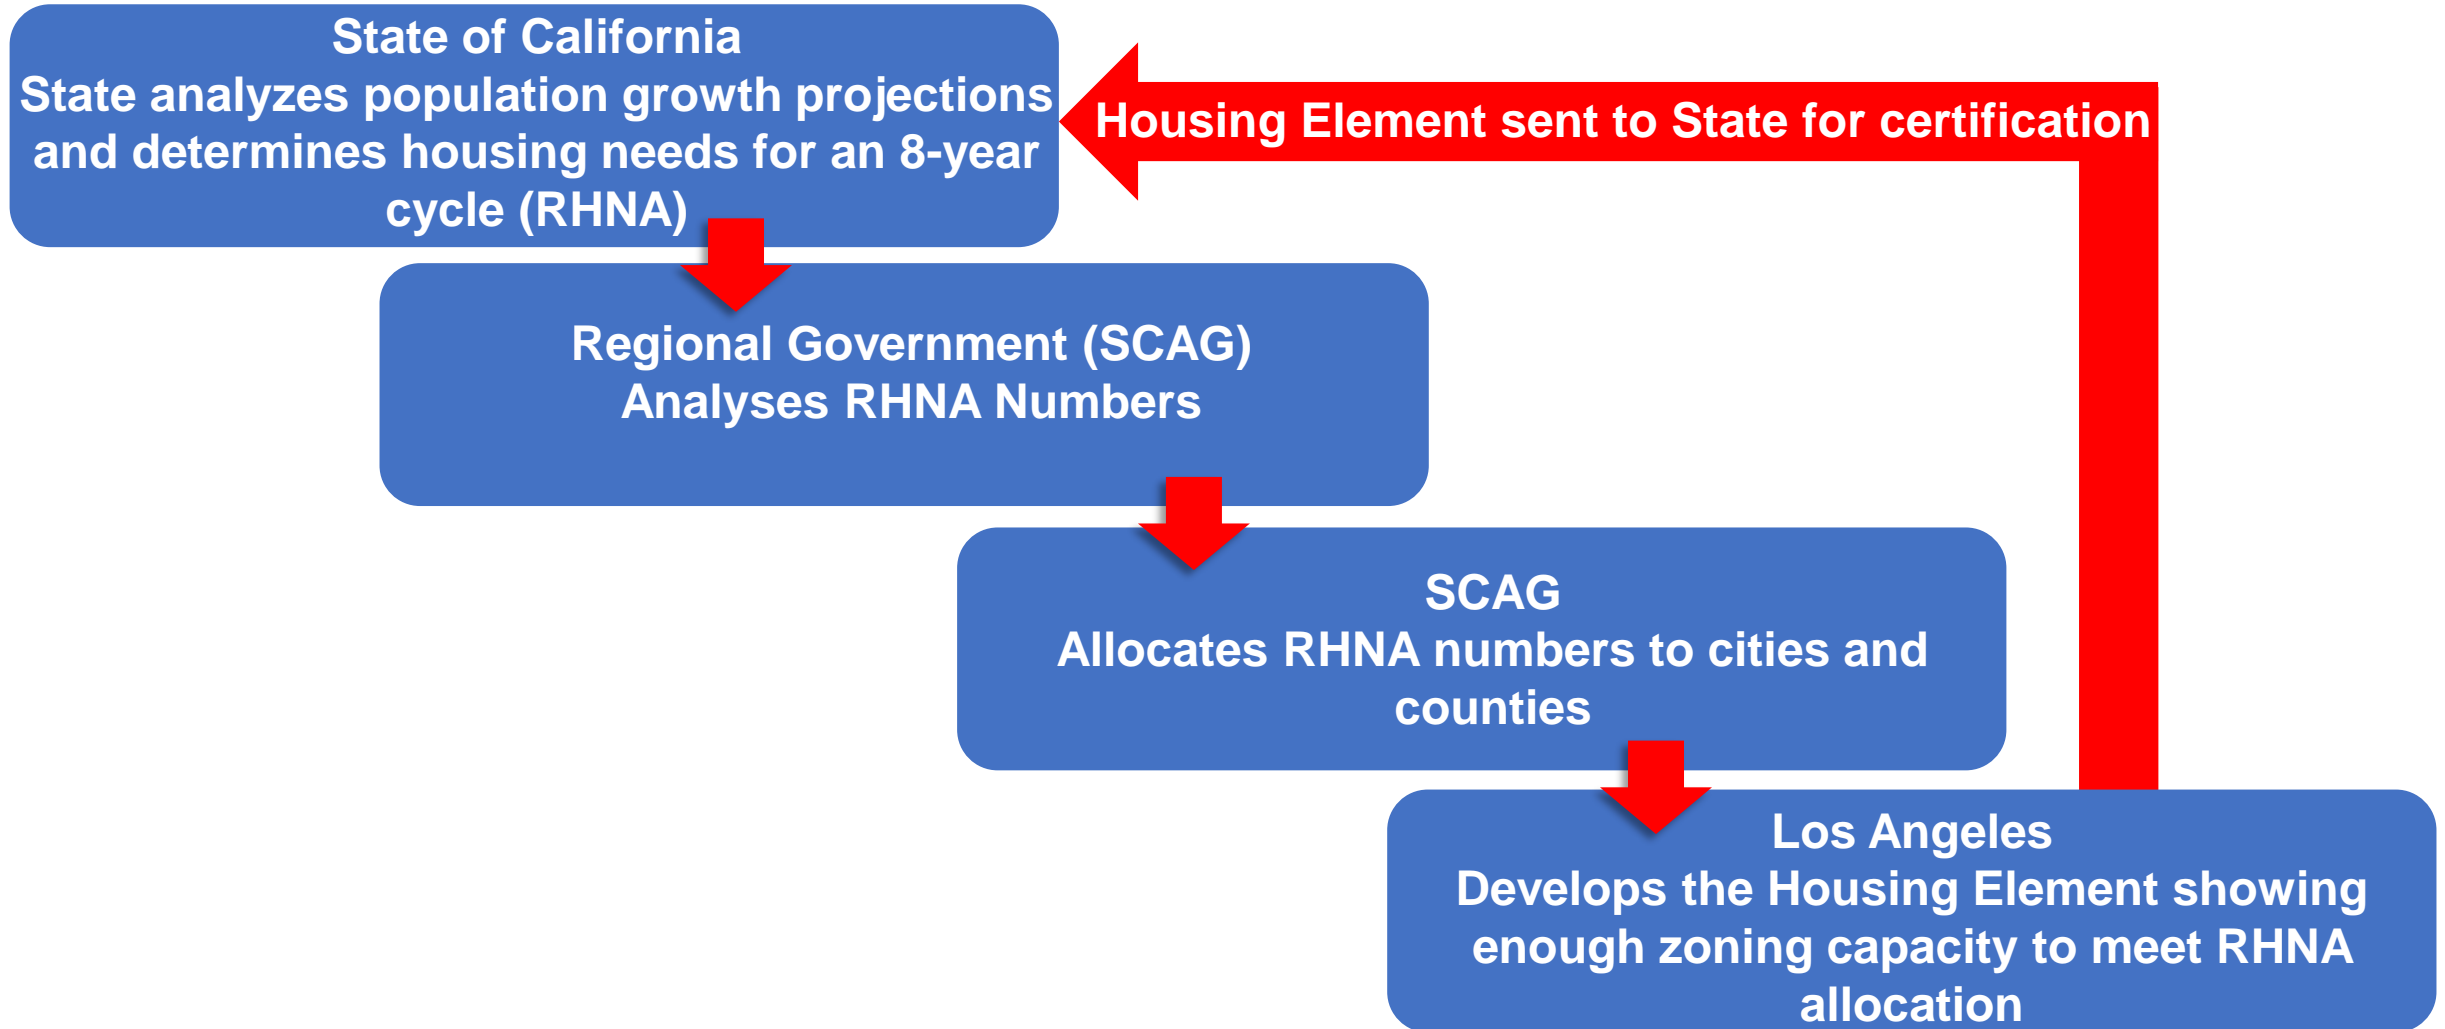 State of California
State analyzes population growth projections
and determines housing needs for an 8-year
cycle (RHNA)
Housing Element sent to State for certification
Regional Government (SCAG)
Analyses RHNA Numbers
SCAG
Allocates RHNA numbers to cities and
counties
Los Angeles
Develops the Housing Element showing
enough zoning capacity to meet RHNA
allocation